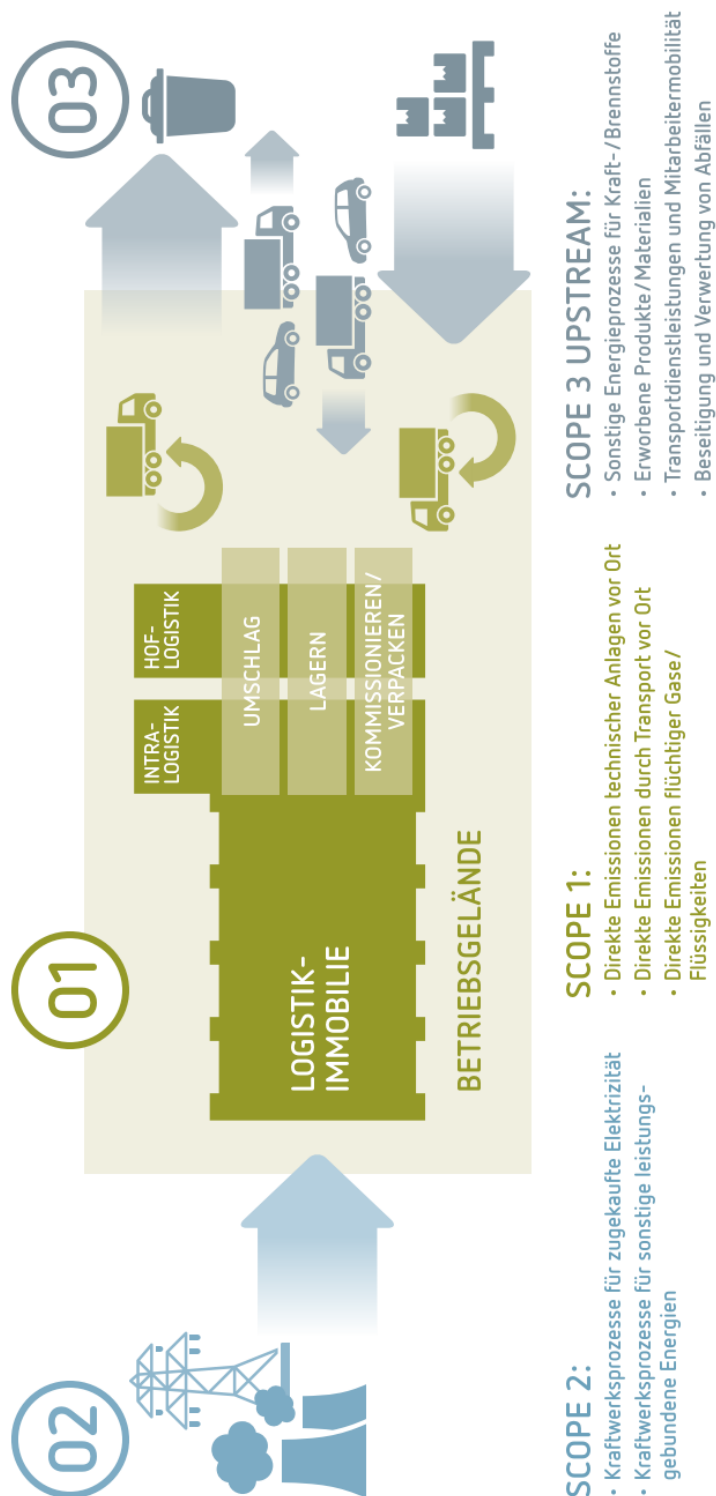 02
01
03
LOGISTIK-
IMMOBILIE
INTRA-
LOGISTIK
HOF-
LOGISTIK
UMSCHLAG
LAGERN
KOMMISSIONIEREN/
VERPACKEN
BETRIEBSGELÄNDE
SCOPE 2:
• Kraftwerksprozesse für zugekaufte Elektrizität
• Kraftwerksprozesse für sonstige leistungs-
gebundene Energien
SCOPE 1:
• Direkte Emissionen technischer Anlagen vor Ort
• Direkte Emissionen durch Transport vor Ort
• Direkte Emissionen flüchtiger Gase/
Flüssigkeiten
SCOPE 3 UPSTREAM:
• Sonstige Energieprozesse für Kraft-/Brennstoffe
• Erworbene Produkte/Materialien
• Transportdienstleistungen und Mitarbeitermobilität
• Beseitigung und Verwertung von Abfällen